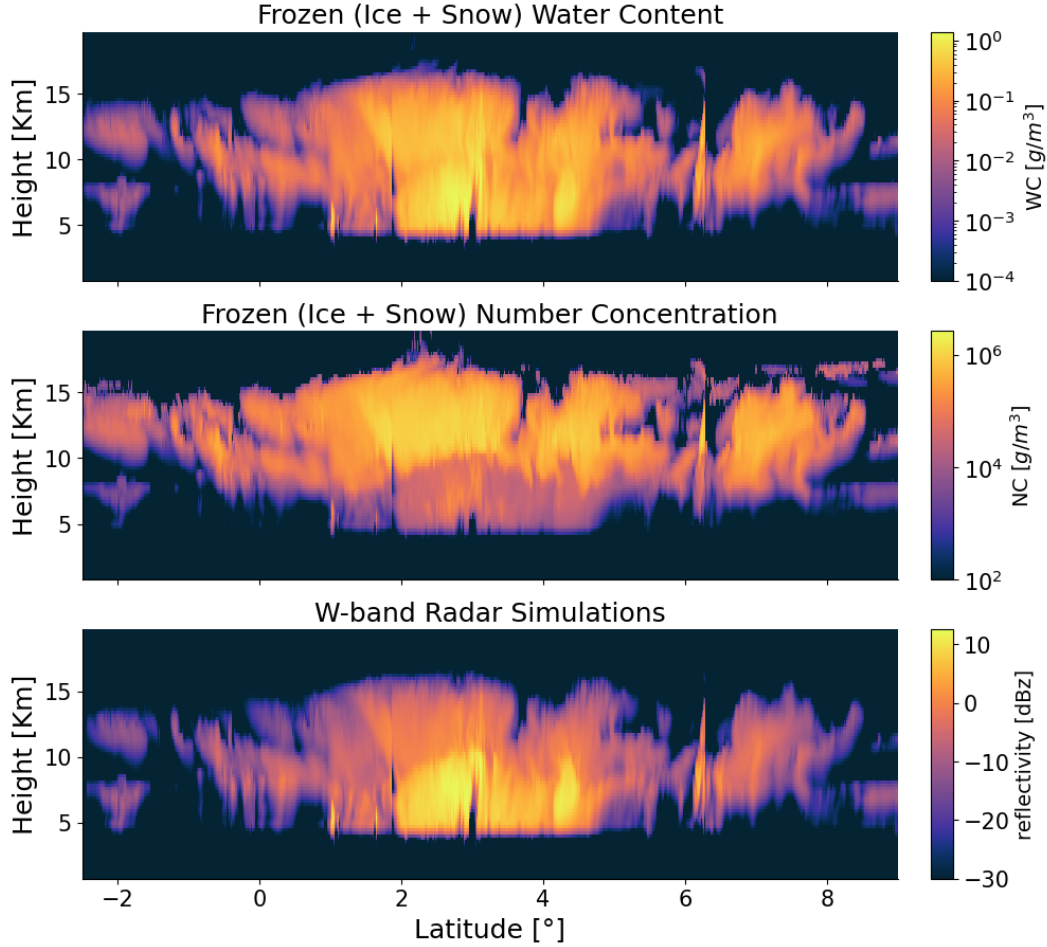 Frozen (Ice + Snow) Water Content
Height [Km]
15
10
5
10⁰
10⁻¹
10⁻²
10⁻³
10⁻⁴
WC [g/m³]
Frozen (Ice + Snow) Number Concentration
Height [Km]
15
10
5
10⁶
10⁴
10²
NC [g/m³]
W-band Radar Simulations
Height [Km]
15
10
5
10
0
−10
−20
−30
reflectivity [dBz]
−2 0 2 4 6 8
Latitude [°]